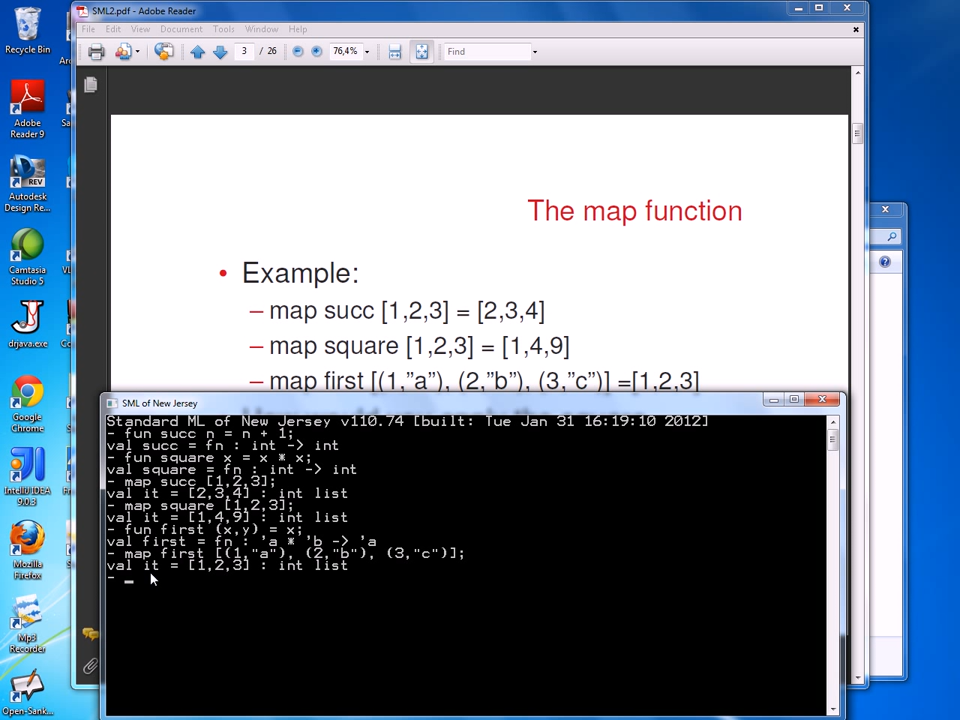 SML2.pdf - Adobe Reader
File Edit View Document Tools Window Help
3 / 26 76,4% Find
The map function
• Example:
– map succ [1,2,3] = [2,3,4]
– map square [1,2,3] = [1,4,9]
– map first [(1,”a”), (2,”b”), (3,”c”)] =[1,2,3]
SML of New Jersey
Standard ML of New Jersey v110.74 [built: Tue Jan 31 16:19:10 2012]
- fun succ n = n + 1;
val succ = fn : int -> int
- fun square x = x * x;
val square = fn : int -> int
- map succ [1,2,3];
val it = [2,3,4] : int list
- map square [1,2,3];
val it = [1,4,9] : int list
- fun first (x,y) = x;
val first = fn : 'a * 'b -> 'a
- map first [(1,"a"), (2,"b"), (3,"c")];
val it = [1,2,3] : int list
-
Recycle Bin
Adobe
Reader 9
Autodesk
Design Re...
Camtasia
Studio 5
drjava.exe
Google
Chrome
IntelliJ IDEA
9.0.3
Mozilla
Firefox
Mp3
Recorder
Open-Sank...